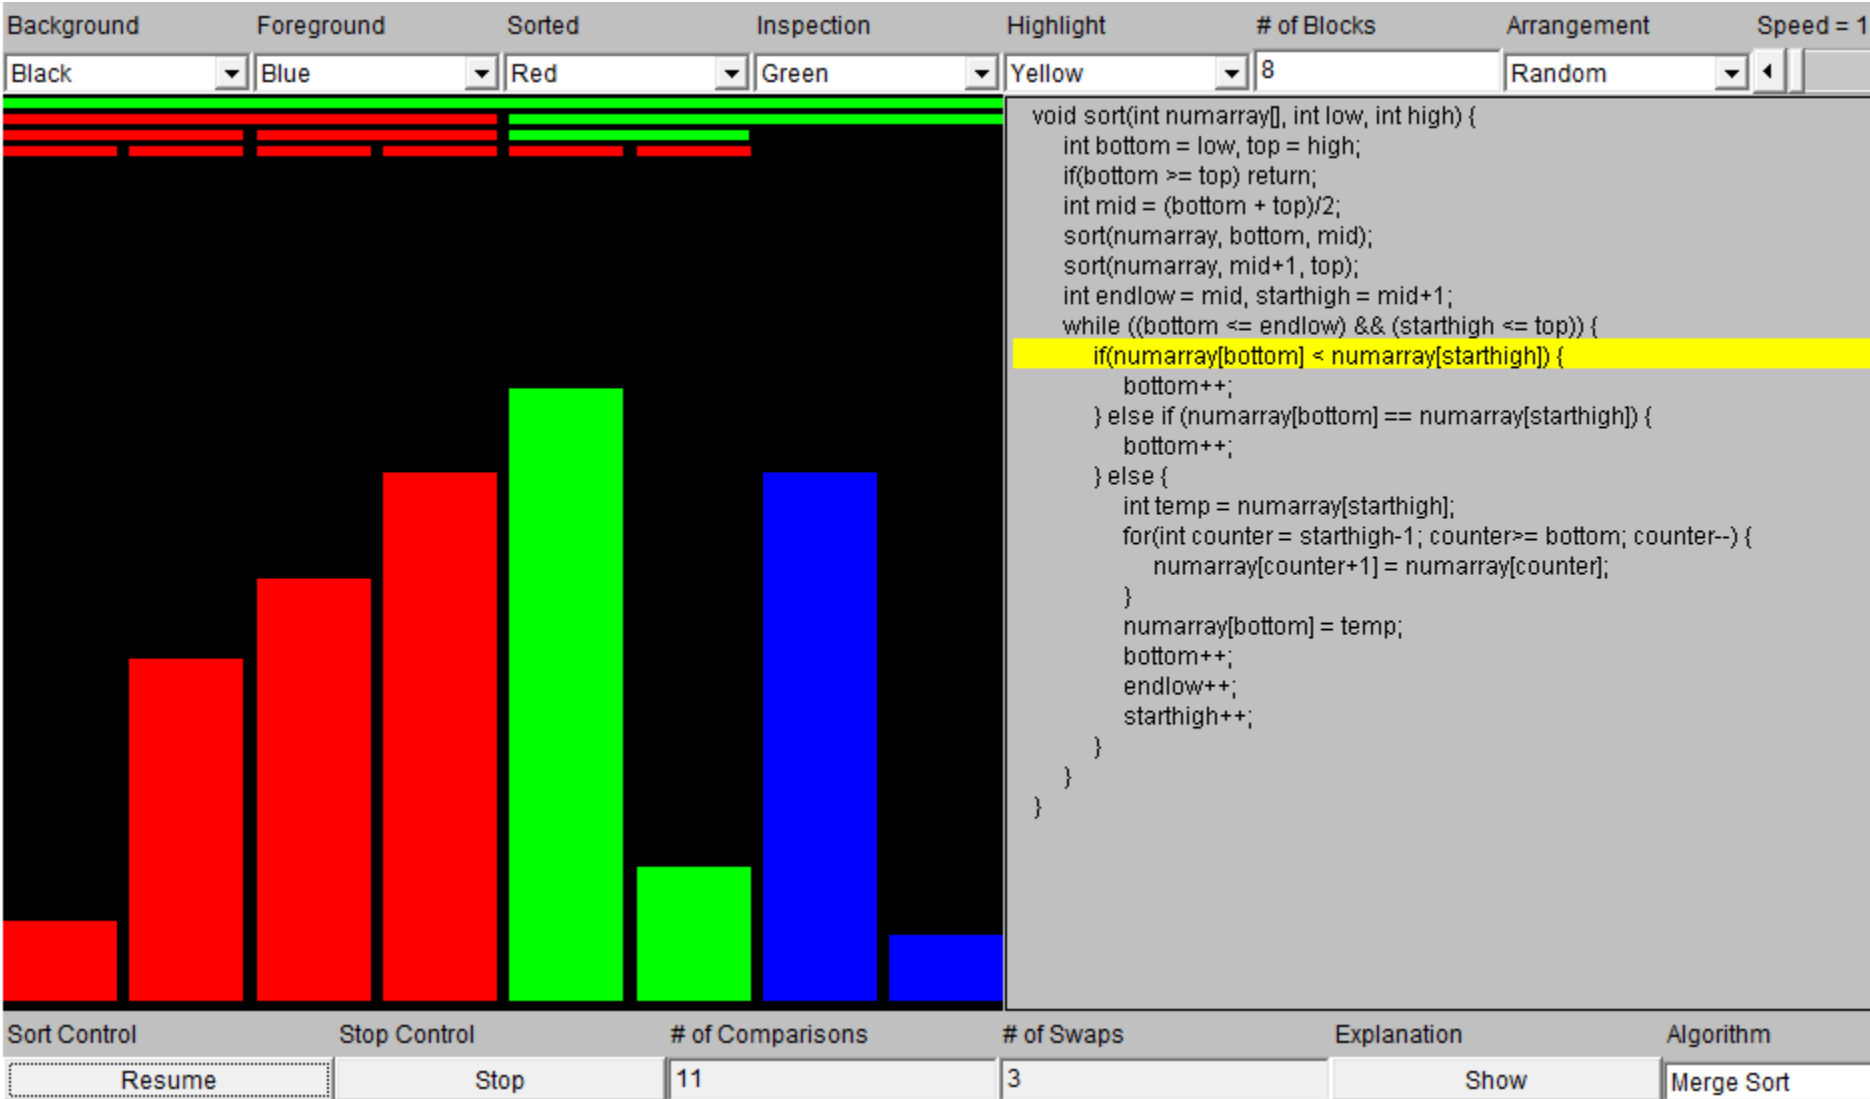 Background Foreground Sorted Inspection Highlight # of Blocks Arrangement Speed = 1
Black Blue Red Green Yellow 8 Random
void sort(int numarray[], int low, int high) {
int bottom = low, top = high;
if(bottom >= top) return;
int mid = (bottom + top)/2;
sort(numarray, bottom, mid);
sort(numarray, mid+1, top);
int endlow = mid, starthigh = mid+1;
while ((bottom <= endlow) && (starthigh <= top)) {
if(numarray[bottom] < numarray[starthigh]) {
bottom++;
} else if (numarray[bottom] == numarray[starthigh]) {
bottom++;
} else {
int temp = numarray[starthigh];
for(int counter = starthigh-1; counter>= bottom; counter--) {
numarray[counter+1] = numarray[counter];
}
numarray[bottom] = temp;
bottom++;
endlow++;
starthigh++;
}
}
}
Sort Control Stop Control # of Comparisons # of Swaps Explanation Algorithm
Resume Stop 11 3 Show Merge Sort